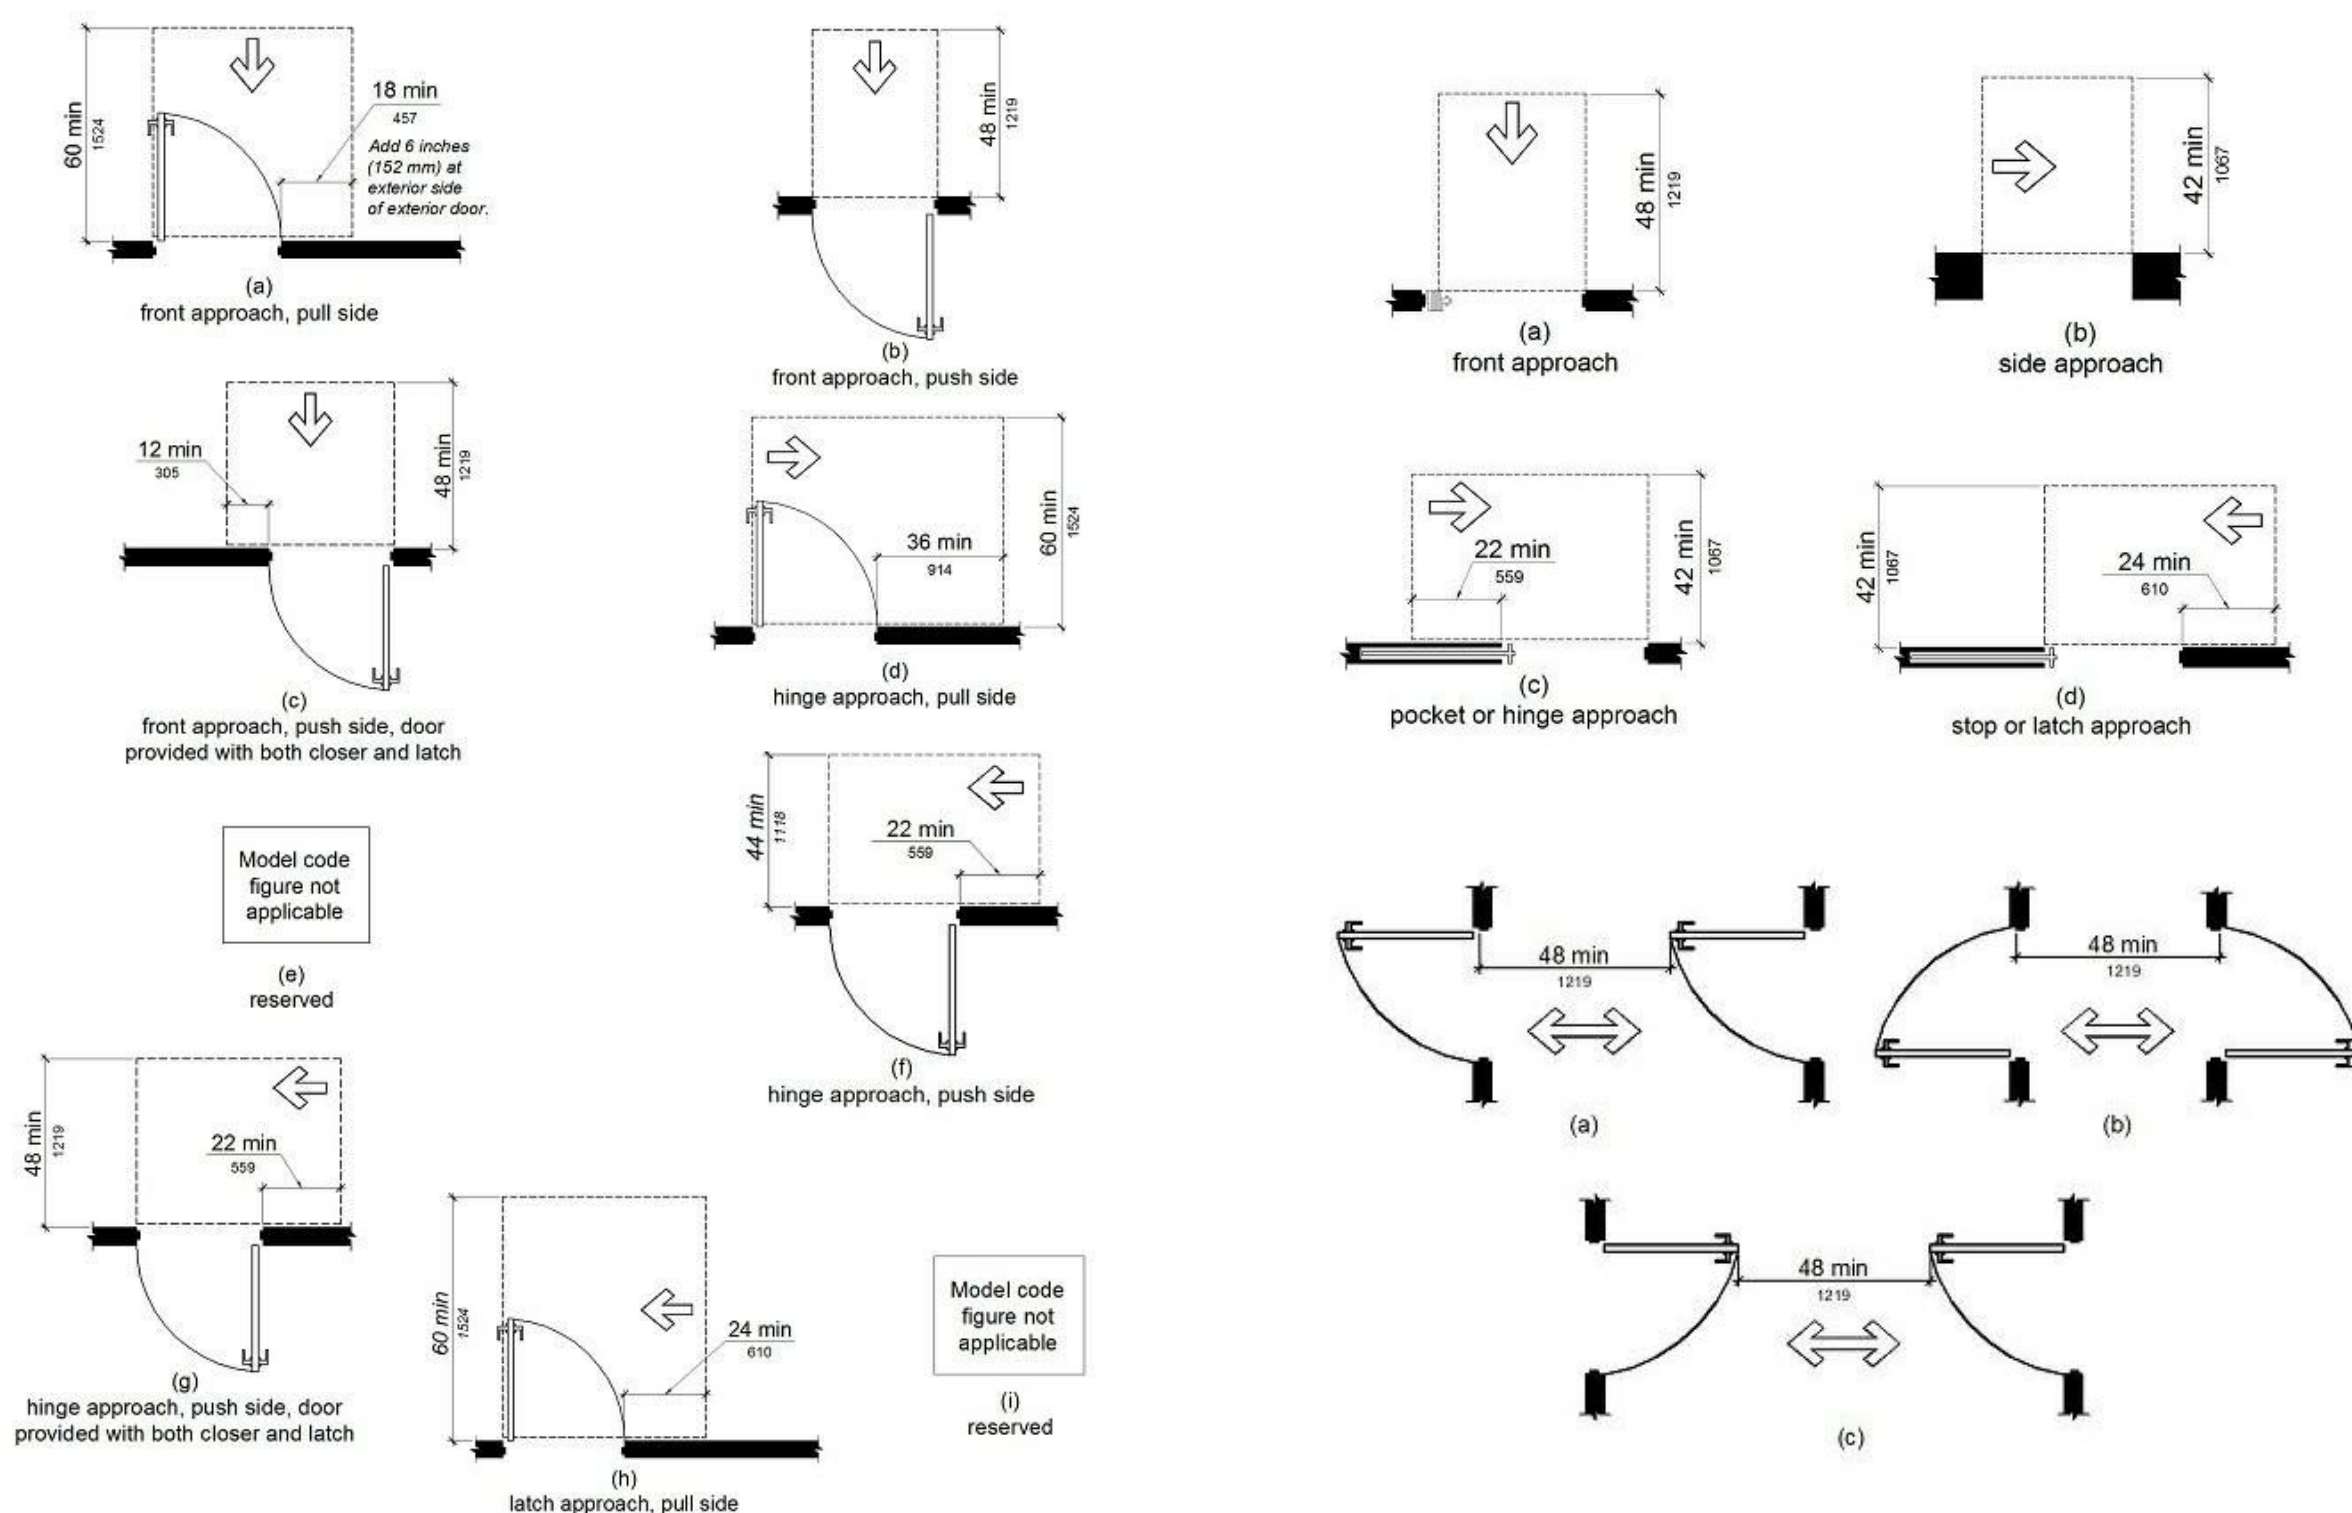 60 min
1524
18 min
457
Add 6 inches
(152 mm) at
exterior side
of exterior door.
(a)
front approach, pull side
48 min
1219
(b)
front approach, push side
12 min
305
48 min
1219
(c)
front approach, push side, door
provided with both closer and latch
36 min
914
60 min
1524
(d)
hinge approach, pull side
Model code
figure not
applicable
(e)
reserved
44 min
1118
22 min
559
(f)
hinge approach, push side
48 min
1219
22 min
559
(g)
hinge approach, push side, door
provided with both closer and latch
60 min
1524
24 min
610
(h)
latch approach, pull side
Model code
figure not
applicable
(i)
reserved
48 min
1219
(a)
front approach
42 min
1067
(b)
side approach
22 min
559
42 min
1067
(c)
pocket or hinge approach
42 min
1067
24 min
610
(d)
stop or latch approach
48 min
1219
(a)
48 min
1219
(b)
48 min
1219
(c)